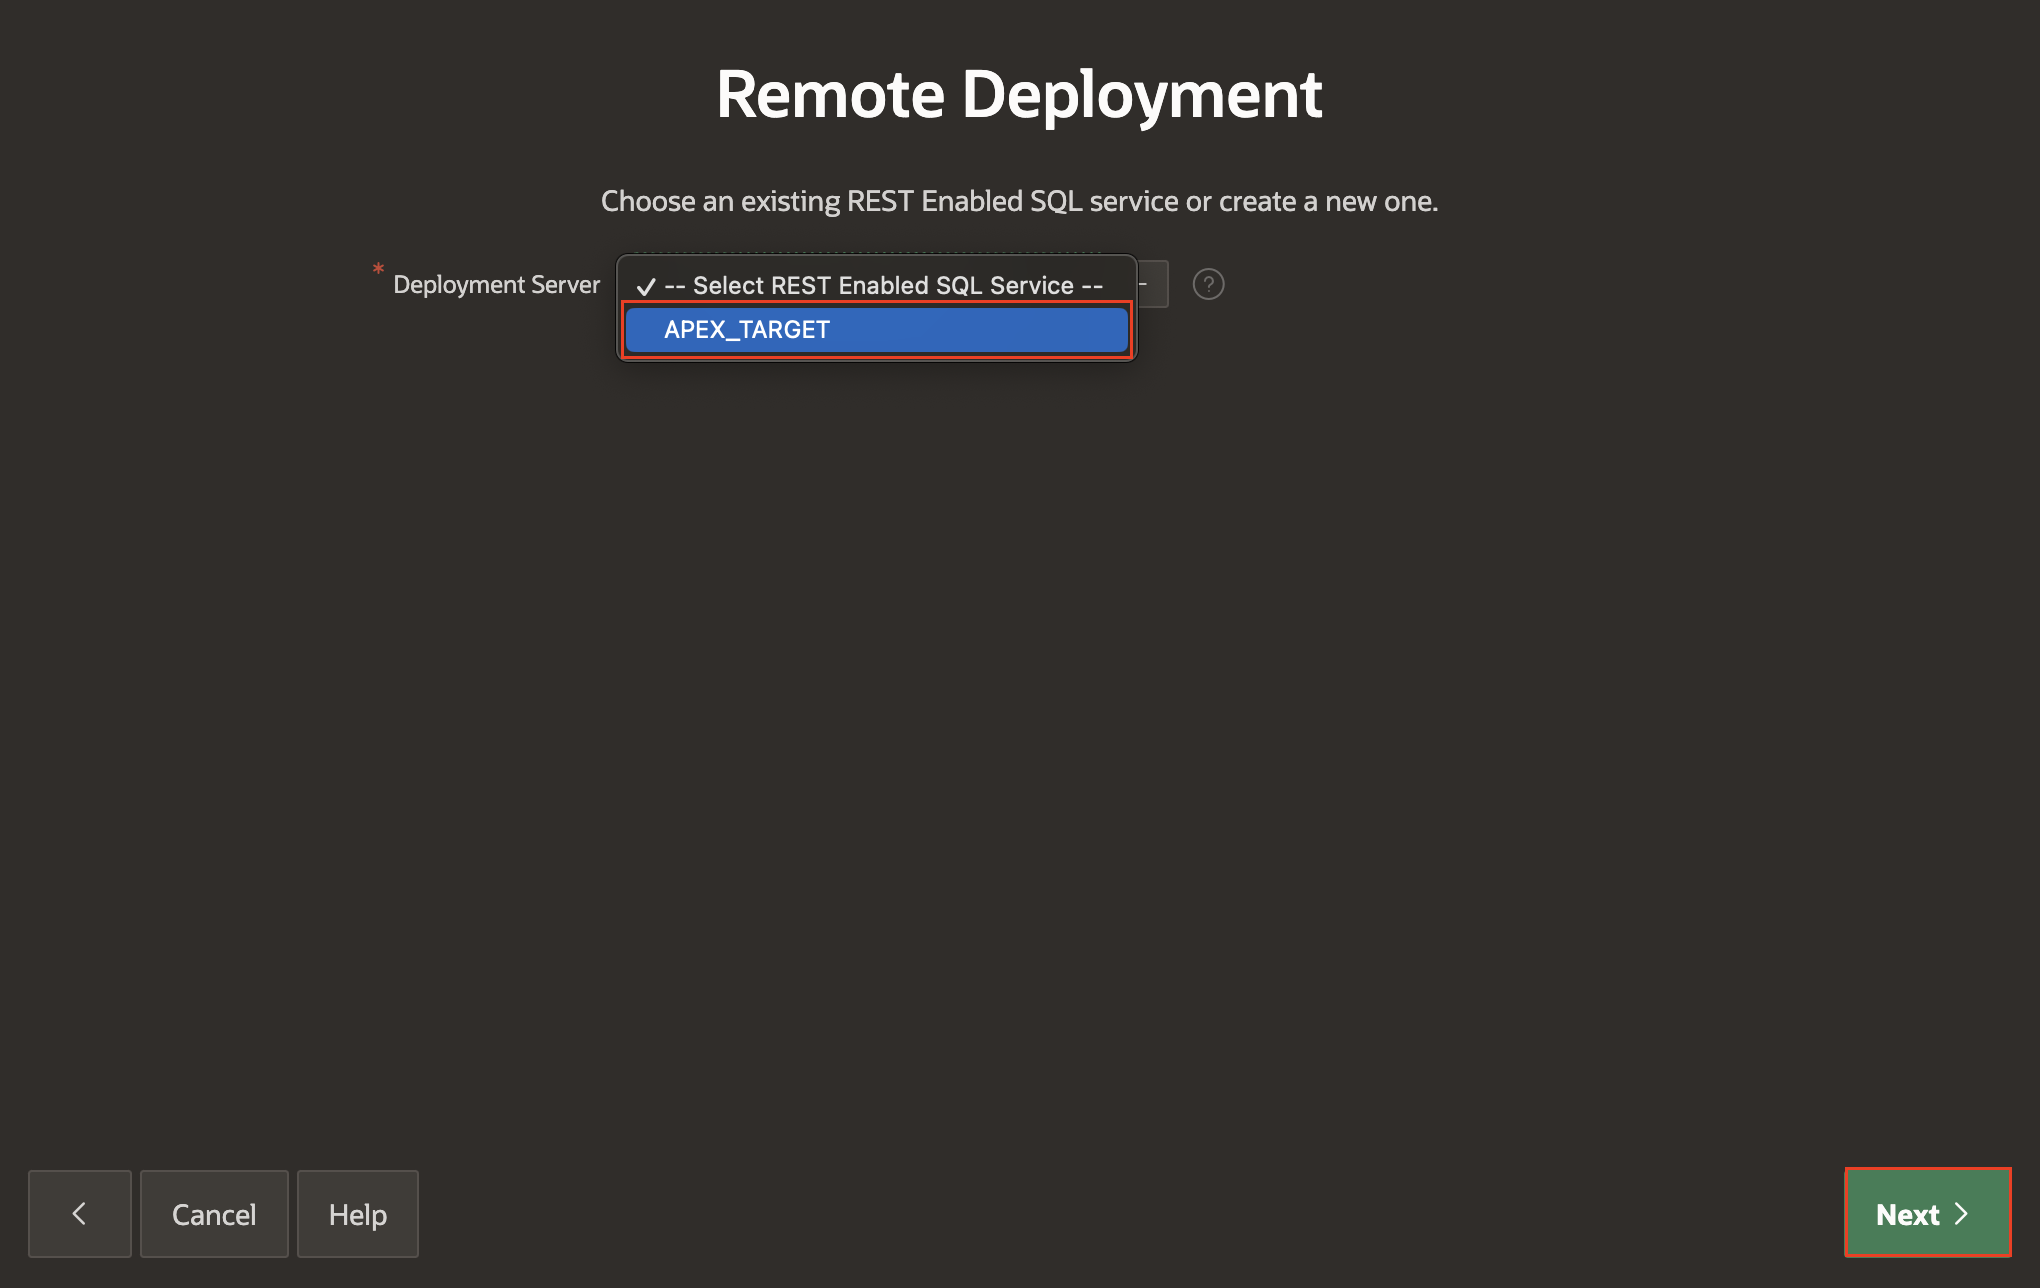 Remote Deployment
Choose an existing REST Enabled SQL service or create a new one.
* Deployment Server
✓ -- Select REST Enabled SQL Service --
?
APEX_TARGET
Cancel
Help
Next